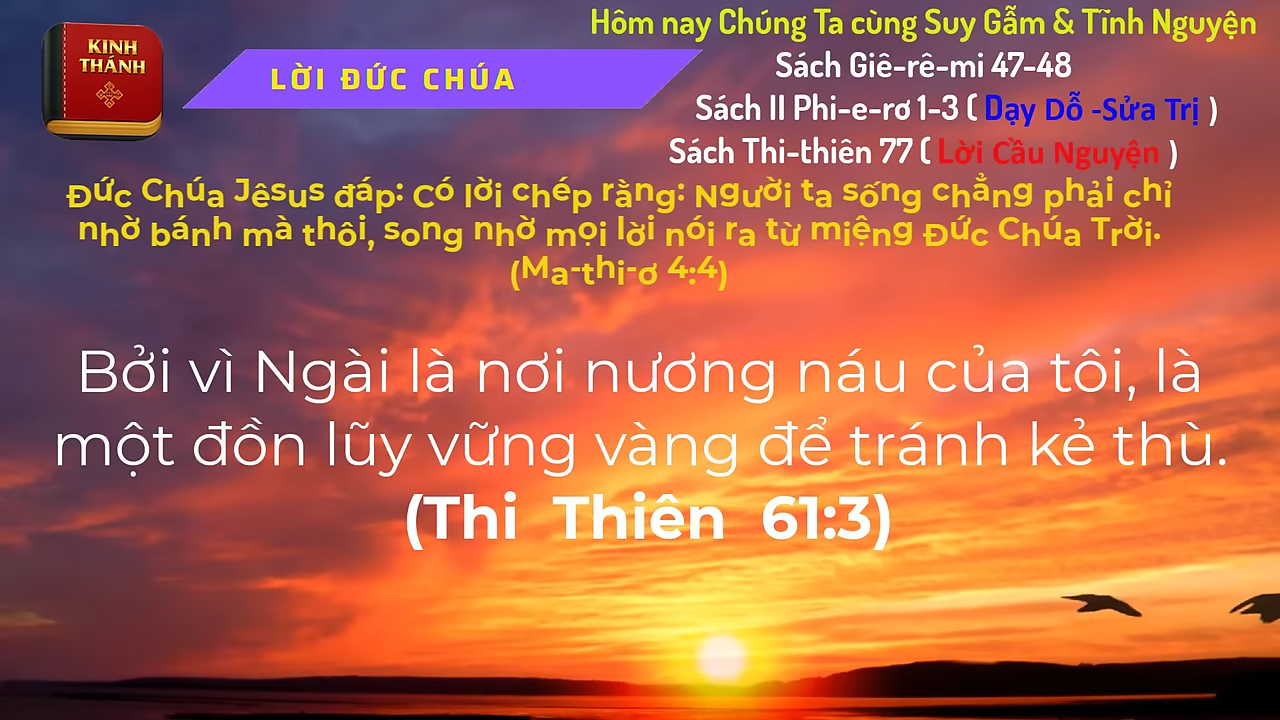 KINH
THÁNH
LỜI ĐỨC CHÚA
Hôm nay Chúng Ta cùng Suy Gẫm & Tĩnh Nguyện
Sách Giê-rê-mi 47-48
Sách II Phi-e-rơ 1-3 ( Dạy Dỗ -Sửa Trị )
Sách Thi-thiên 77 ( Lời Cầu Nguyện )
Đức Chúa Jêsus đáp: Có lời chép rằng: Người ta sống chẳng phải chỉ
nhờ bánh mà thôi, song nhờ mọi lời nói ra từ miệng Đức Chúa Trời.
(Ma-thi-ơ 4:4)
Bởi vì Ngài là nơi nương náu của tôi, là
một đồn lũy vững vàng để tránh kẻ thù.
(Thi Thiên 61:3)